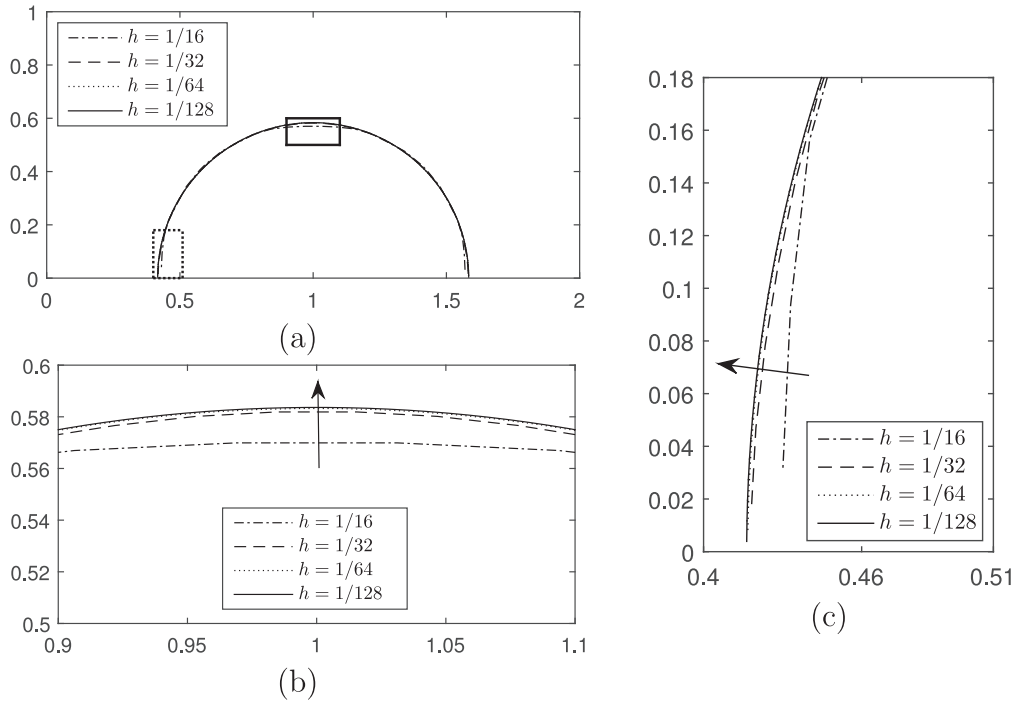 1
0.8
0.6
0.4
0.2
0
0
0.5
1
1.5
2
h = 1/16
h = 1/32
h = 1/64
h = 1/128
(a)
0.6
0.58
0.56
0.54
0.52
0.5
0.9
0.95
1
1.05
1.1
h = 1/16
h = 1/32
h = 1/64
h = 1/128
(b)
0.18
0.16
0.14
0.12
0.1
0.08
0.06
0.04
0.02
0
0.4
0.46
0.51
h = 1/16
h = 1/32
h = 1/64
h = 1/128
(c)